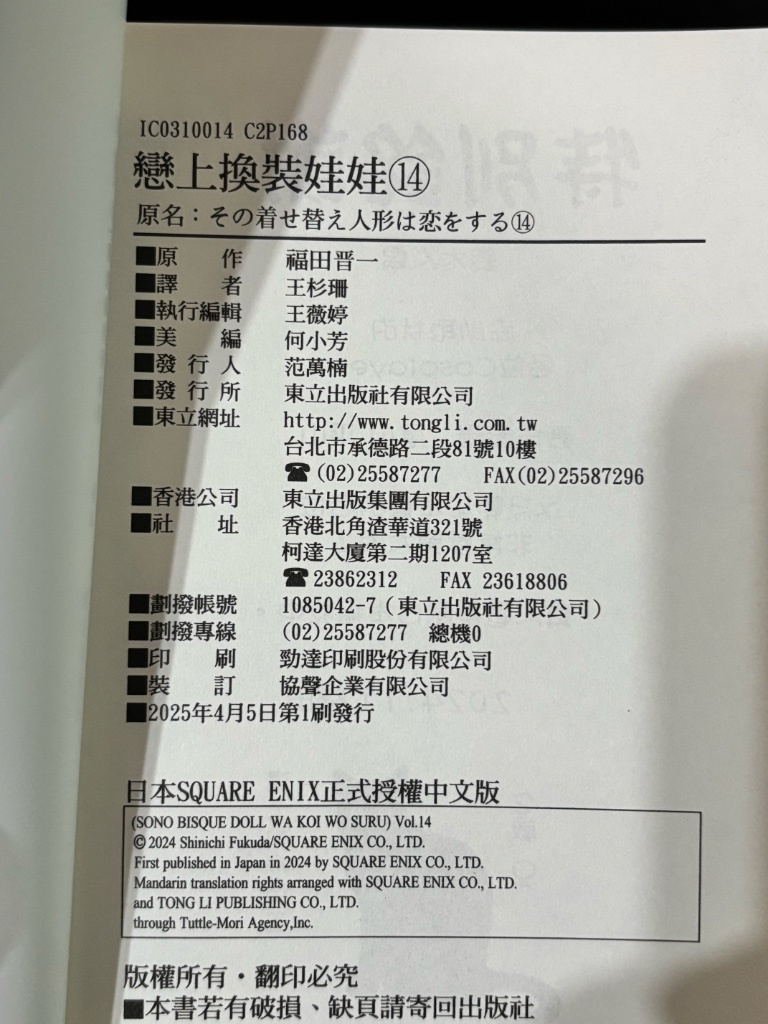 IC0310014 C2P168
戀上換裝娃娃⑭
原名：その着せ替え人形は恋をする⑭
■原　　作　福田晋一
■譯　　者　王杉珊
■執行編輯　王薇婷
■美　　編　何小芳
■發 行 人　范萬楠
■發 行 所　東立出版社有限公司
■東立網址　http://www.tongli.com.tw
台北市承德路二段81號10樓
☎(02)25587277　FAX(02)25587296
■香港公司　東立出版集團有限公司
■社　　址　香港北角渣華道321號
柯達大廈第二期1207室
☎23862312　FAX 23618806
■劃撥帳號　1085042-7（東立出版社有限公司）
■劃撥專線　(02)25587277　總機0
■印　　刷　勁達印刷股份有限公司
■裝　　訂　協聲企業有限公司
■2025年4月5日第1刷發行
日本SQUARE ENIX正式授權中文版
(SONO BISQUE DOLL WA KOI WO SURU) Vol.14
© 2024 Shinichi Fukuda/SQUARE ENIX CO., LTD.
First published in Japan in 2024 by SQUARE ENIX CO., LTD.
Mandarin translation rights arranged with SQUARE ENIX CO., LTD.
and TONG LI PUBLISHING CO., LTD.
through Tuttle-Mori Agency,Inc.
版權所有・翻印必究
■本書若有破損、缺頁請寄回出版社